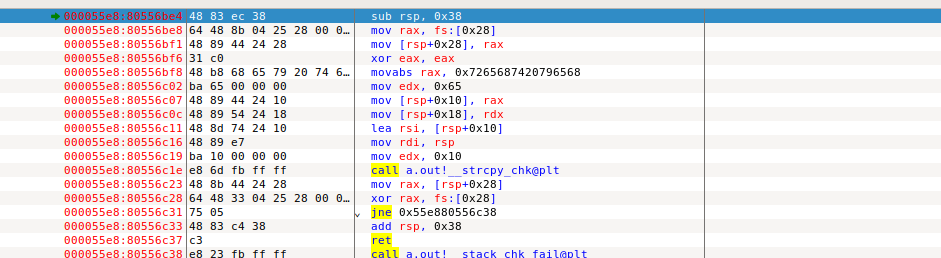 000055e8:80556be4 48 83 ec 38 sub rsp, 0x38
000055e8:80556be8 64 48 8b 04 25 28 00 0… mov rax, fs:[0x28]
000055e8:80556bf1 48 89 44 24 28 mov [rsp+0x28], rax
000055e8:80556bf6 31 c0 xor eax, eax
000055e8:80556bf8 48 b8 68 65 79 20 74 6… movabs rax, 0x7265687420796568
000055e8:80556c02 ba 65 00 00 00 mov edx, 0x65
000055e8:80556c07 48 89 44 24 10 mov [rsp+0x10], rax
000055e8:80556c0c 48 89 54 24 18 mov [rsp+0x18], rdx
000055e8:80556c11 48 8d 74 24 10 lea rsi, [rsp+0x10]
000055e8:80556c16 48 89 e7 mov rdi, rsp
000055e8:80556c19 ba 10 00 00 00 mov edx, 0x10
000055e8:80556c1e e8 6d fb ff ff call a.out!__strcpy_chk@plt
000055e8:80556c23 48 8b 44 24 28 mov rax, [rsp+0x28]
000055e8:80556c28 64 48 33 04 25 28 00 0… xor rax, fs:[0x28]
000055e8:80556c31 75 05 jne 0x55e880556c38
000055e8:80556c33 48 83 c4 38 add rsp, 0x38
000055e8:80556c37 c3 ret
000055e8:80556c38 e8 23 fb ff ff call a.out!__stack_chk_fail@plt